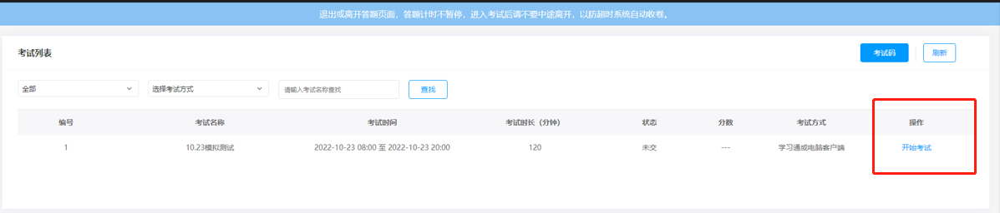 退出或离开答题页面，答题计时不暂停，进入考试后请不要中途离开，以防超时系统自动收卷。
考试列表 考试码 刷新
全部 选择考试方式 请输入考试名称查找 查找
编号 考试名称 考试时间 考试时长（分钟） 状态 分数 考试方式 操作
1 10.23模拟测试 2022-10-23 08:00 至 2022-10-23 20:00 120 未交 --- 学习通或电脑客户端 开始考试